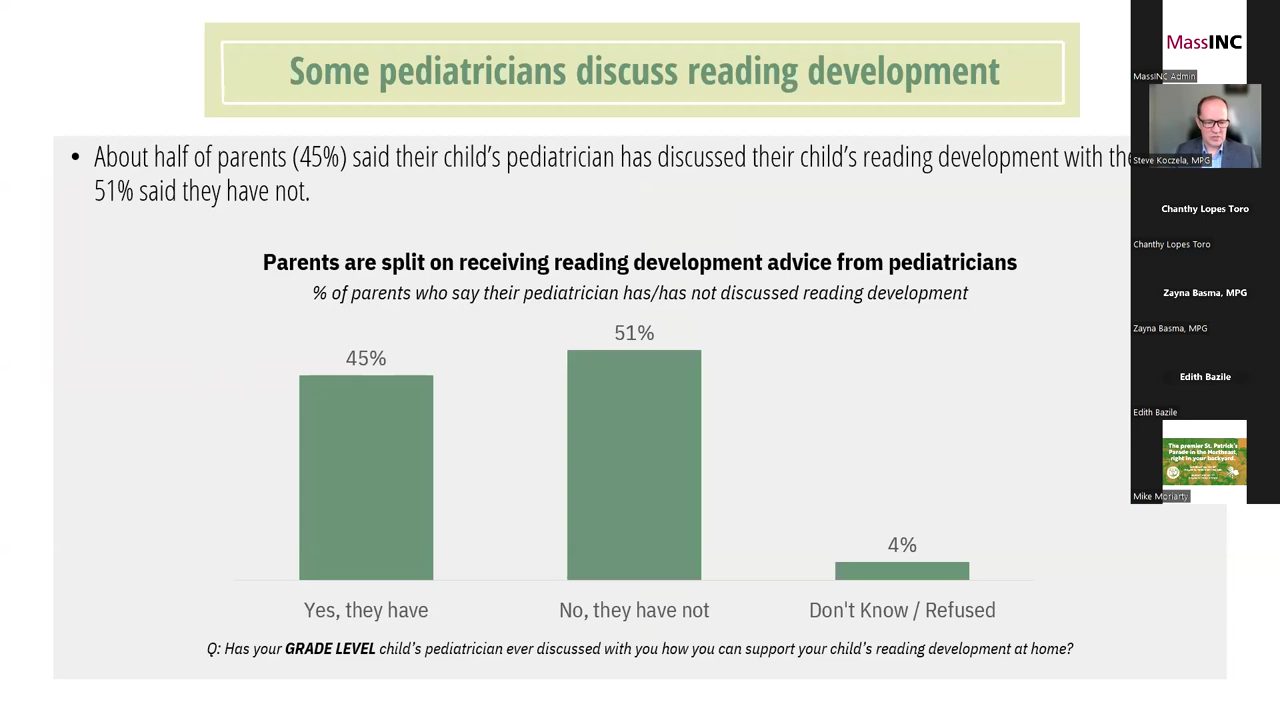 Some pediatricians discuss reading development
• About half of parents (45%) said their child’s pediatrician has discussed their child’s reading development with the
51% said they have not.
Parents are split on receiving reading development advice from pediatricians
% of parents who say their pediatrician has/has not discussed reading development
45%
51%
4%
Yes, they have
No, they have not
Don't Know / Refused
Q: Has your GRADE LEVEL child’s pediatrician ever discussed with you how you can support your child’s reading development at home?
MassINC
MassINC Admin
Steve Koczela, MPG
Chanthy Lopes Toro
Chanthy Lopes Toro
Zayna Basma, MPG
Zayna Basma, MPG
Edith Bazile
Edith Bazile
The premier St. Patrick's
Parade in the Northeast,
right in your backyard.
Mike Moriarty